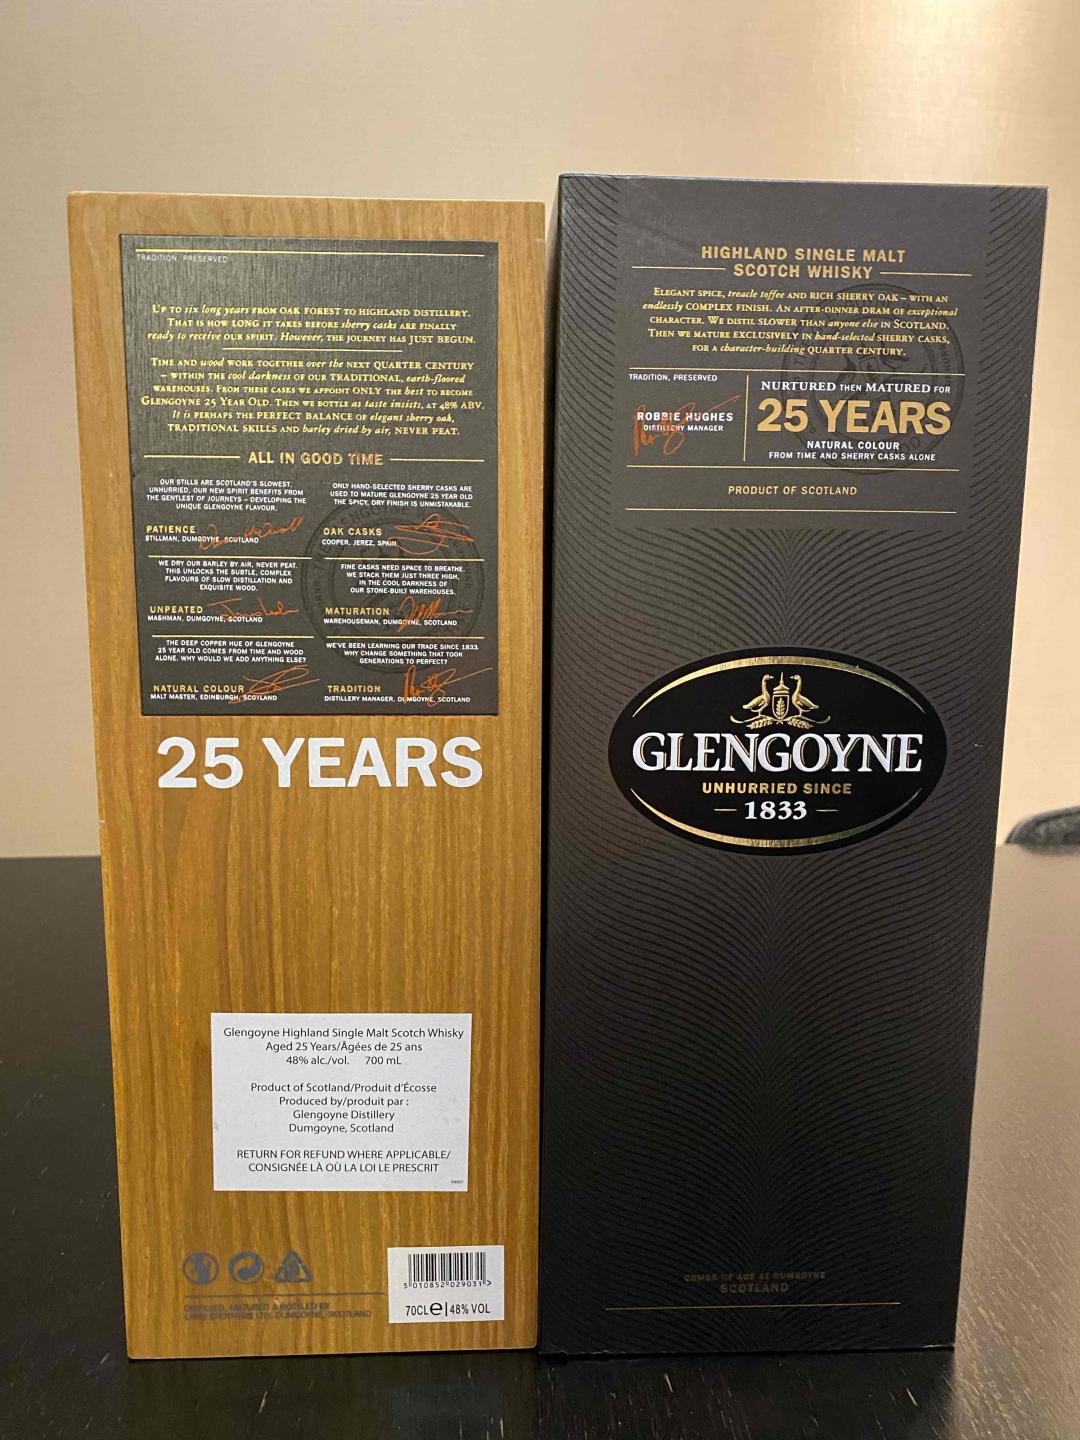 TRADITION, PRESERVED
UP TO six long years FROM OAK FOREST TO HIGHLAND DISTILLERY.
THAT IS HOW LONG IT TAKES BEFORE sherry casks ARE FINALLY
ready to receive OUR SPIRIT. However, THE JOURNEY HAS JUST BEGUN.
TIME AND wood WORK TOGETHER over the NEXT QUARTER CENTURY
– WITHIN THE cool darkness OF OUR TRADITIONAL, earth-floored
WAREHOUSES. FROM THESE CASKS WE APPOINT ONLY THE best TO BECOME
GLENGOYNE 25 YEAR OLD. THEN WE BOTTLE as taste insists, AT 48% ABV.
It is PERHAPS THE PERFECT BALANCE OF elegant sherry oak,
TRADITIONAL SKILLS AND barley dried by air, NEVER PEAT.
ALL IN GOOD TIME
OUR STILLS ARE SCOTLAND'S SLOWEST.
UNHURRIED, OUR NEW SPIRIT BENEFITS FROM
THE GENTLEST OF JOURNEYS – DEVELOPING THE
UNIQUE GLENGOYNE FLAVOUR.
PATIENCE
STILLMAN, DUMGOYNE, SCOTLAND
ONLY HAND-SELECTED SHERRY CASKS ARE
USED TO MATURE GLENGOYNE 25 YEAR OLD
THE SPICY, DRY FINISH IS UNMISTAKABLE.
OAK CASKS
COOPER, JEREZ, SPAIN
WE DRY OUR BARLEY BY AIR, NEVER PEAT.
THIS UNLOCKS THE SUBTLE, COMPLEX
FLAVOURS OF SLOW DISTILLATION AND
EXQUISITE WOOD.
UNPEATED
MASHMAN, DUMGOYNE, SCOTLAND
FINE CASKS NEED SPACE TO BREATHE.
WE STACK THEM JUST THREE HIGH,
IN THE COOL DARKNESS OF
OUR STONE-BUILT WAREHOUSES.
MATURATION
WAREHOUSEMAN, DUMGOYNE, SCOTLAND
THE DEEP COPPER HUE OF GLENGOYNE
25 YEAR OLD COMES FROM TIME AND WOOD
ALONE. WHY WOULD WE ADD ANYTHING ELSE?
NATURAL COLOUR
MALT MASTER, EDINBURGH, SCOTLAND
WE'VE BEEN LEARNING OUR TRADE SINCE 1833.
WHY CHANGE SOMETHING THAT TOOK
GENERATIONS TO PERFECT?
TRADITION
DISTILLERY MANAGER, DUMGOYNE, SCOTLAND
25 YEARS
Glengoyne Highland Single Malt Scotch Whisky
Aged 25 Years/Âgées de 25 ans
48% alc./vol. 700 mL
Product of Scotland/Produit d'Écosse
Produced by/produit par :
Glengoyne Distillery
Dumgoyne, Scotland
RETURN FOR REFUND WHERE APPLICABLE/
CONSIGNÉE LÀ OÙ LA LOI LE PRESCRIT
DISTILLED, MATURED & BOTTLED BY
LANG BROTHERS LTD, DUMGOYNE, SCOTLAND
5 010852 029031 >
70CL e 48% VOL
HIGHLAND SINGLE MALT
SCOTCH WHISKY
ELEGANT SPICE, treacle toffee AND RICH SHERRY OAK – WITH AN
endlessly COMPLEX FINISH. AN AFTER-DINNER DRAM OF exceptional
CHARACTER. WE DISTIL SLOWER THAN anyone else IN SCOTLAND.
THEN WE MATURE EXCLUSIVELY IN hand-selected SHERRY CASKS,
FOR A character-building QUARTER CENTURY.
TRADITION, PRESERVED
ROBBIE HUGHES
DISTILLERY MANAGER
NURTURED THEN MATURED FOR
25 YEARS
NATURAL COLOUR
FROM TIME AND SHERRY CASKS ALONE
PRODUCT OF SCOTLAND
GLENGOYNE
UNHURRIED SINCE
1833
COMES OF AGE AT DUMGOYNE
SCOTLAND